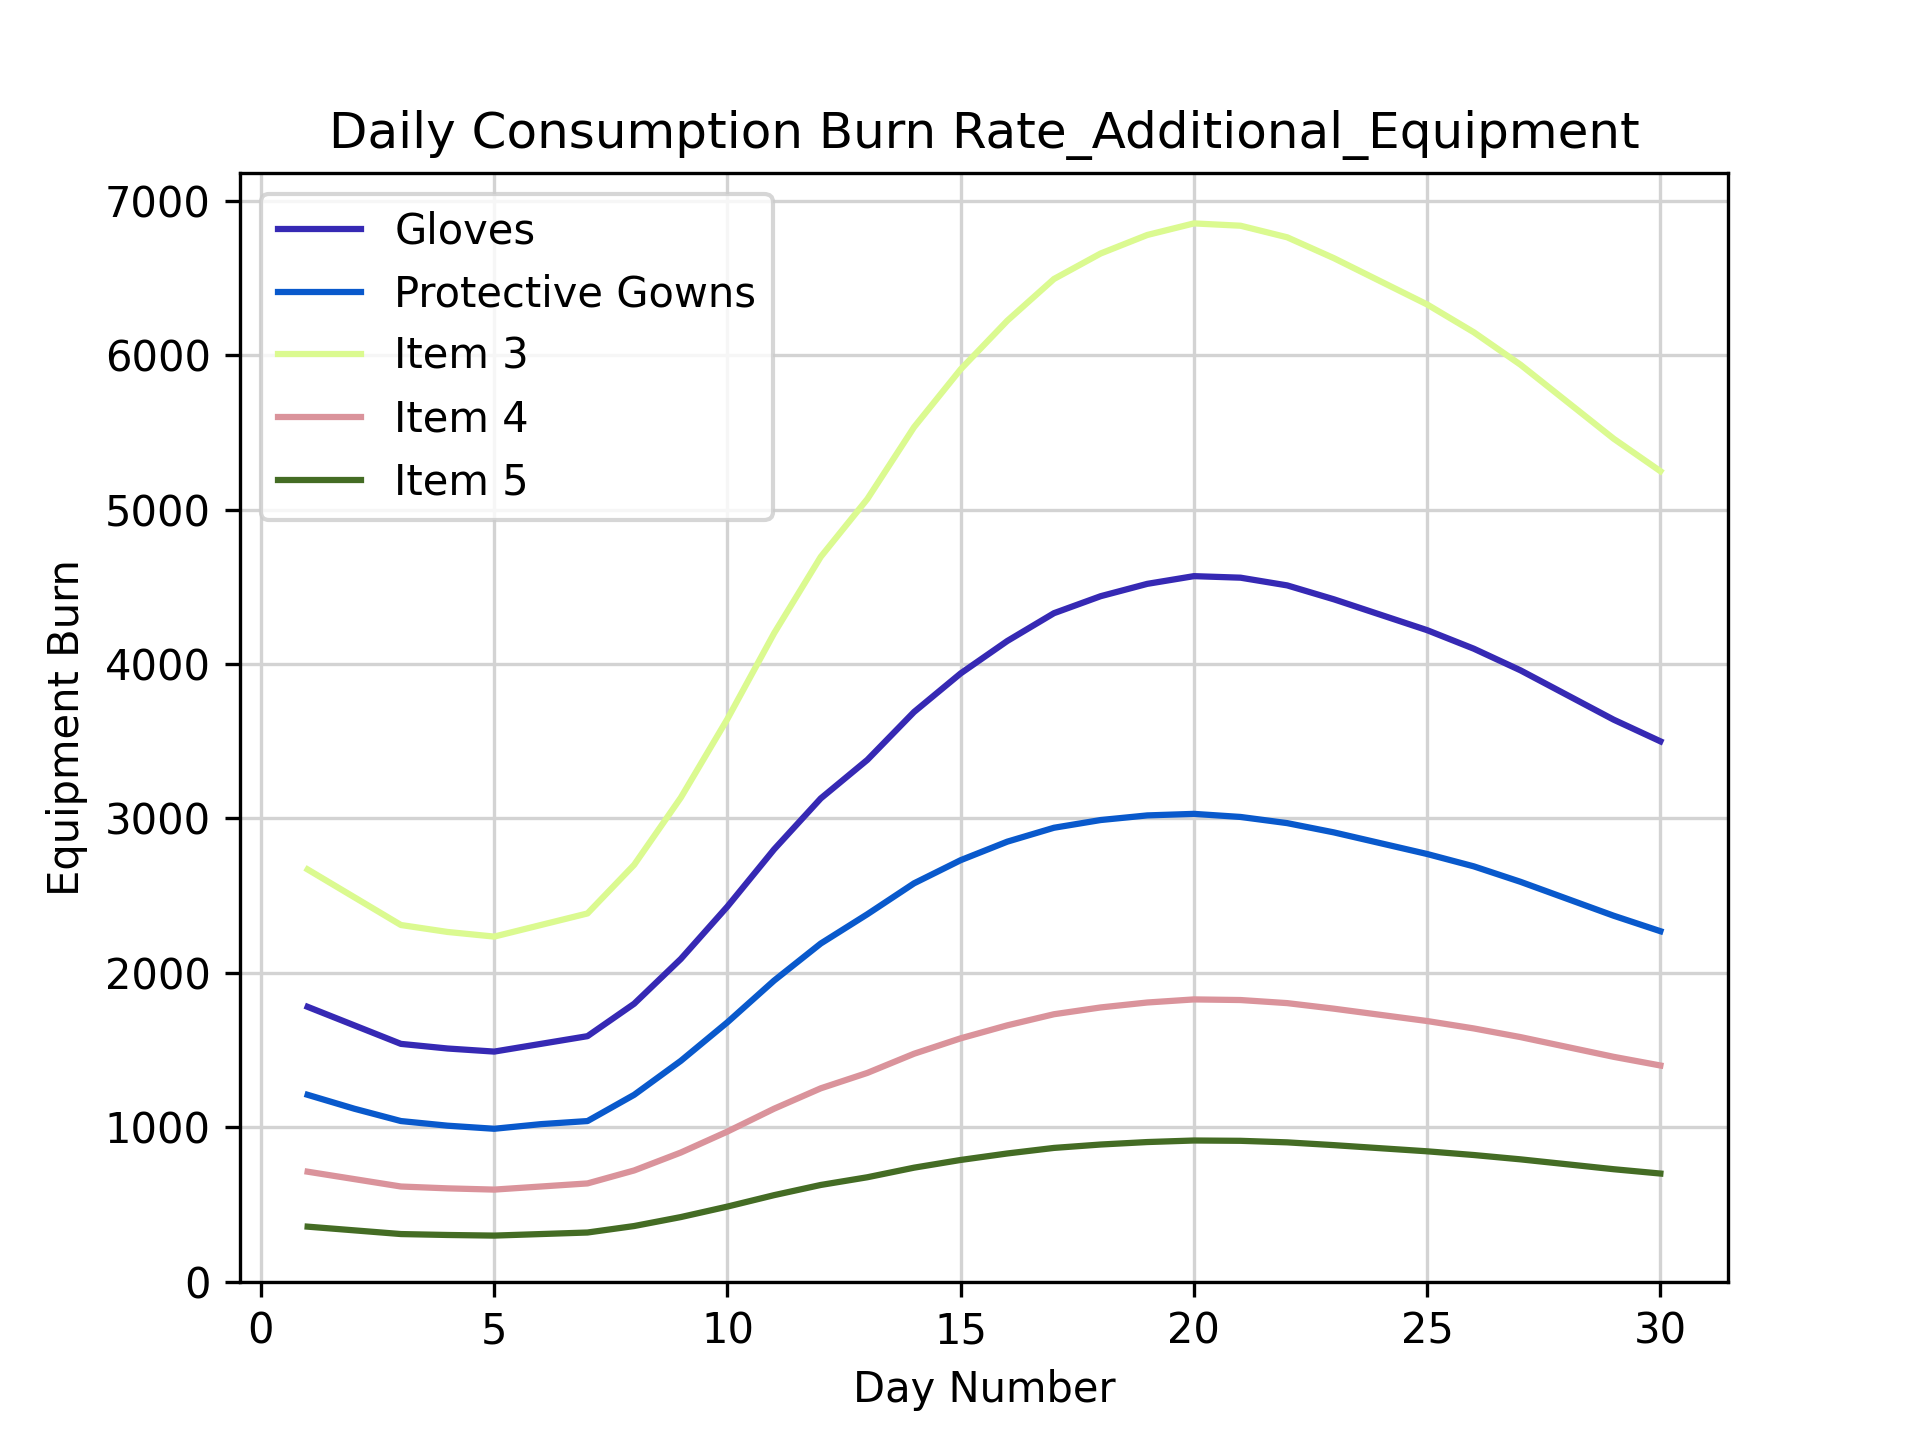 Daily Consumption Burn Rate_Additional_Equipment
7000
6000
5000
4000
3000
2000
1000
0
Equipment Burn
Gloves
Protective Gowns
Item 3
Item 4
Item 5
0 5 10 15 20 25 30
Day Number